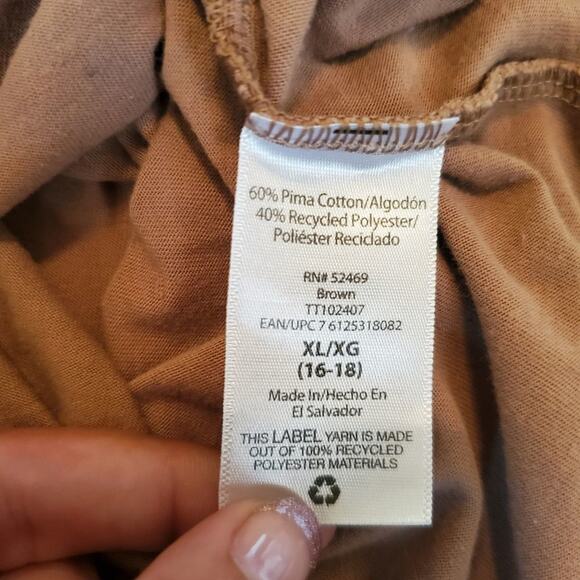 60% Pima Cotton/Algodón
40% Recycled Polyester/
Poliéster Reciclado
RN# 52469
Brown
TT102407
EAN/UPC 7 6125318082
XL/XG
(16-18)
Made In/Hecho En
El Salvador
THIS LABEL YARN IS MADE
OUT OF 100% RECYCLED
POLYESTER MATERIALS